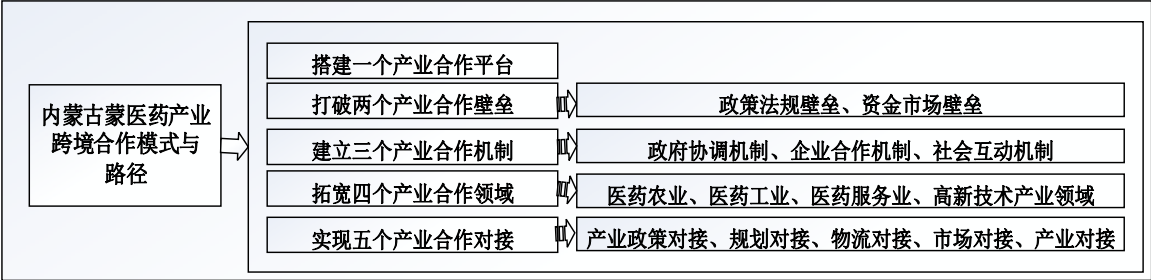 内蒙古蒙医药产业
跨境合作模式与
路径
搭建一个产业合作平台
打破两个产业合作壁垒
政策法规壁垒、资金市场壁垒
建立三个产业合作机制
政府协调机制、企业合作机制、社会互动机制
拓宽四个产业合作领域
医药农业、医药工业、医药服务业、高新技术产业领域
实现五个产业合作对接
产业政策对接、规划对接、物流对接、市场对接、产业对接